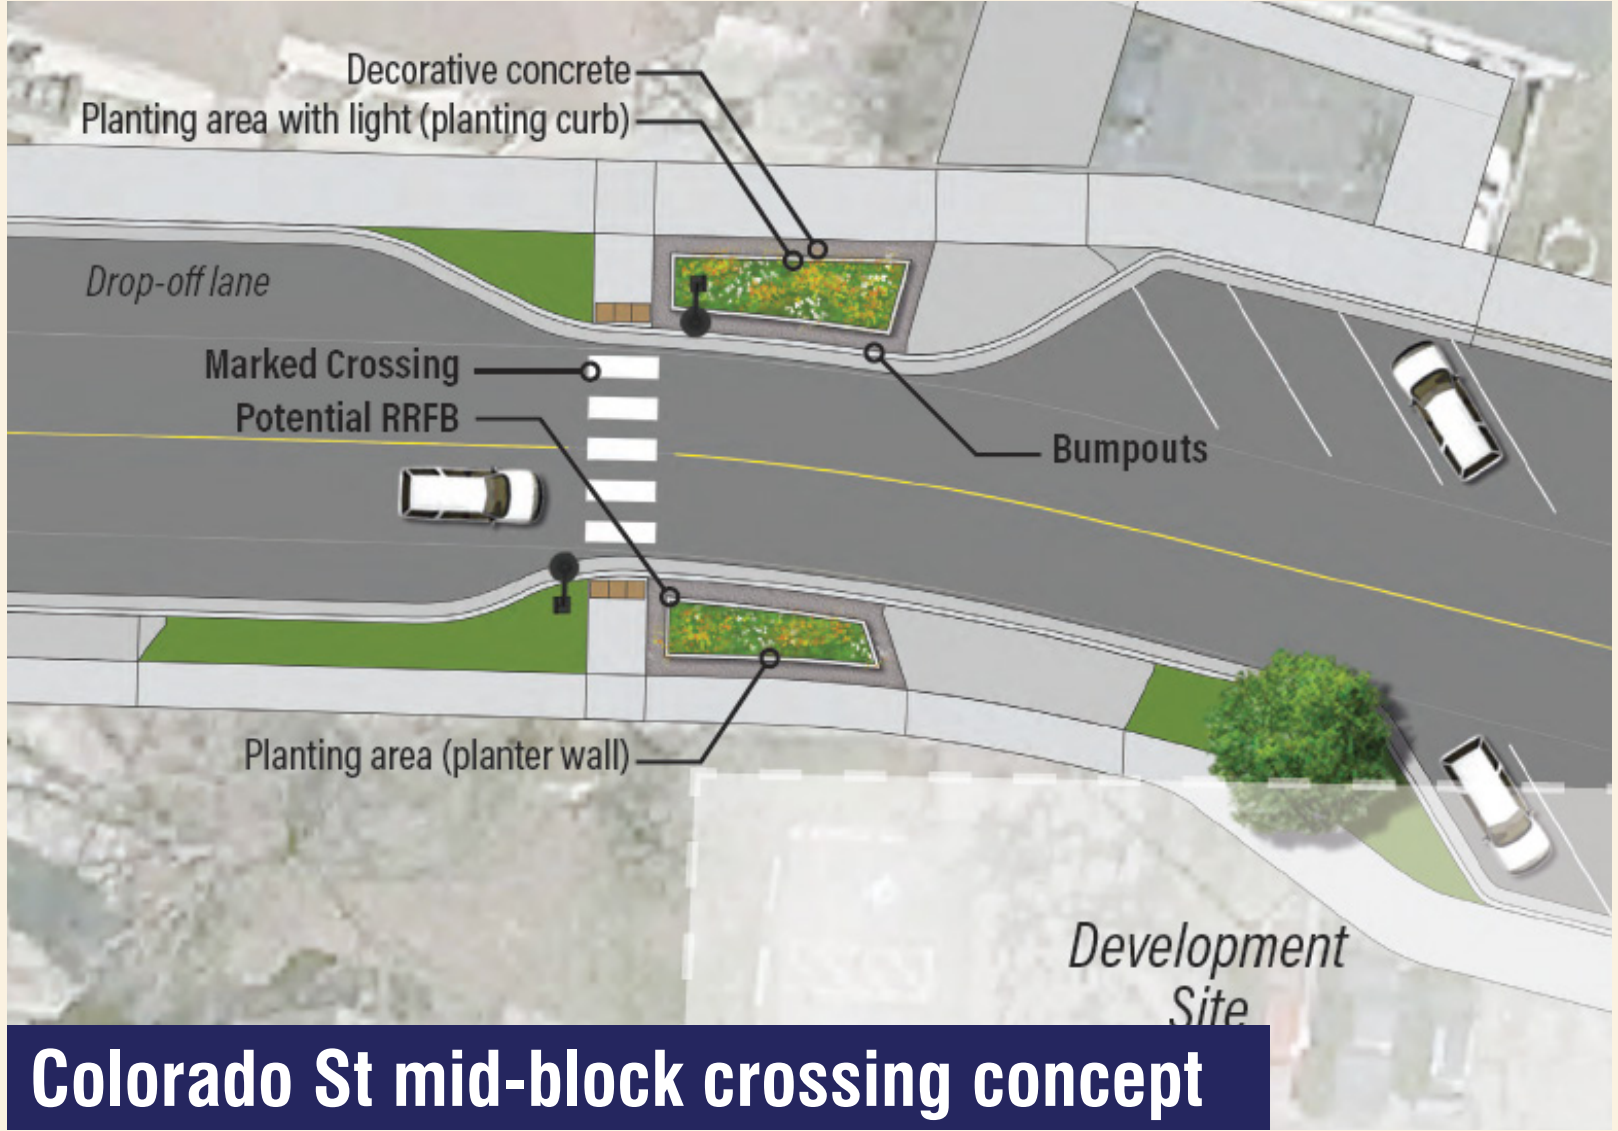 Decorative concrete
Planting area with light (planting curb)
Drop-off lane
Marked Crossing
Potential RRFB
Bumpouts
Planting area (planter wall)
Development
Site
Colorado St mid-block crossing concept